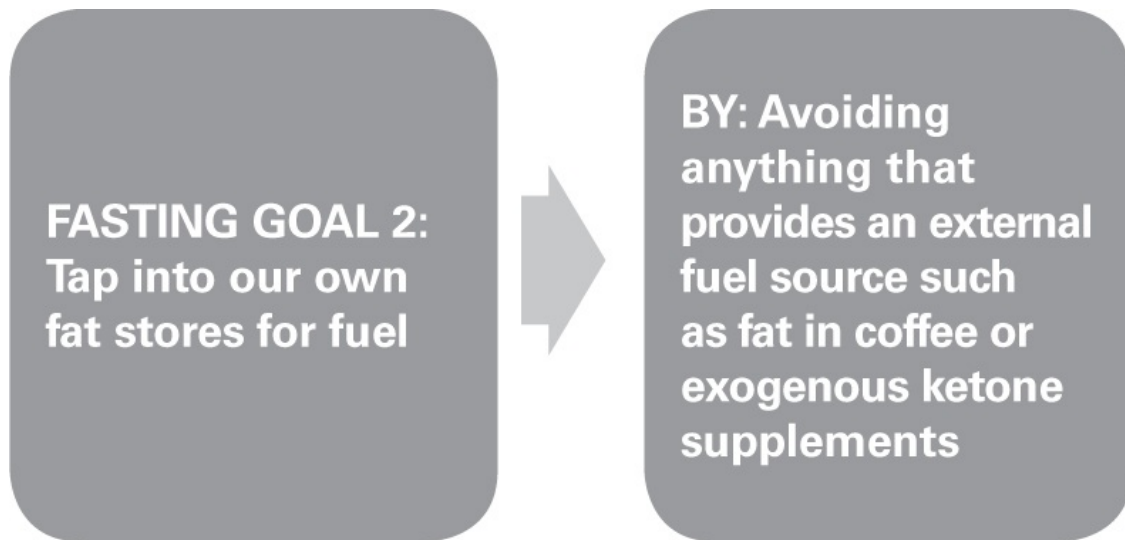 FASTING GOAL 2:
Tap into our own
fat stores for fuel
BY: Avoiding
anything that
provides an external
fuel source such
as fat in coffee or
exogenous ketone
supplements